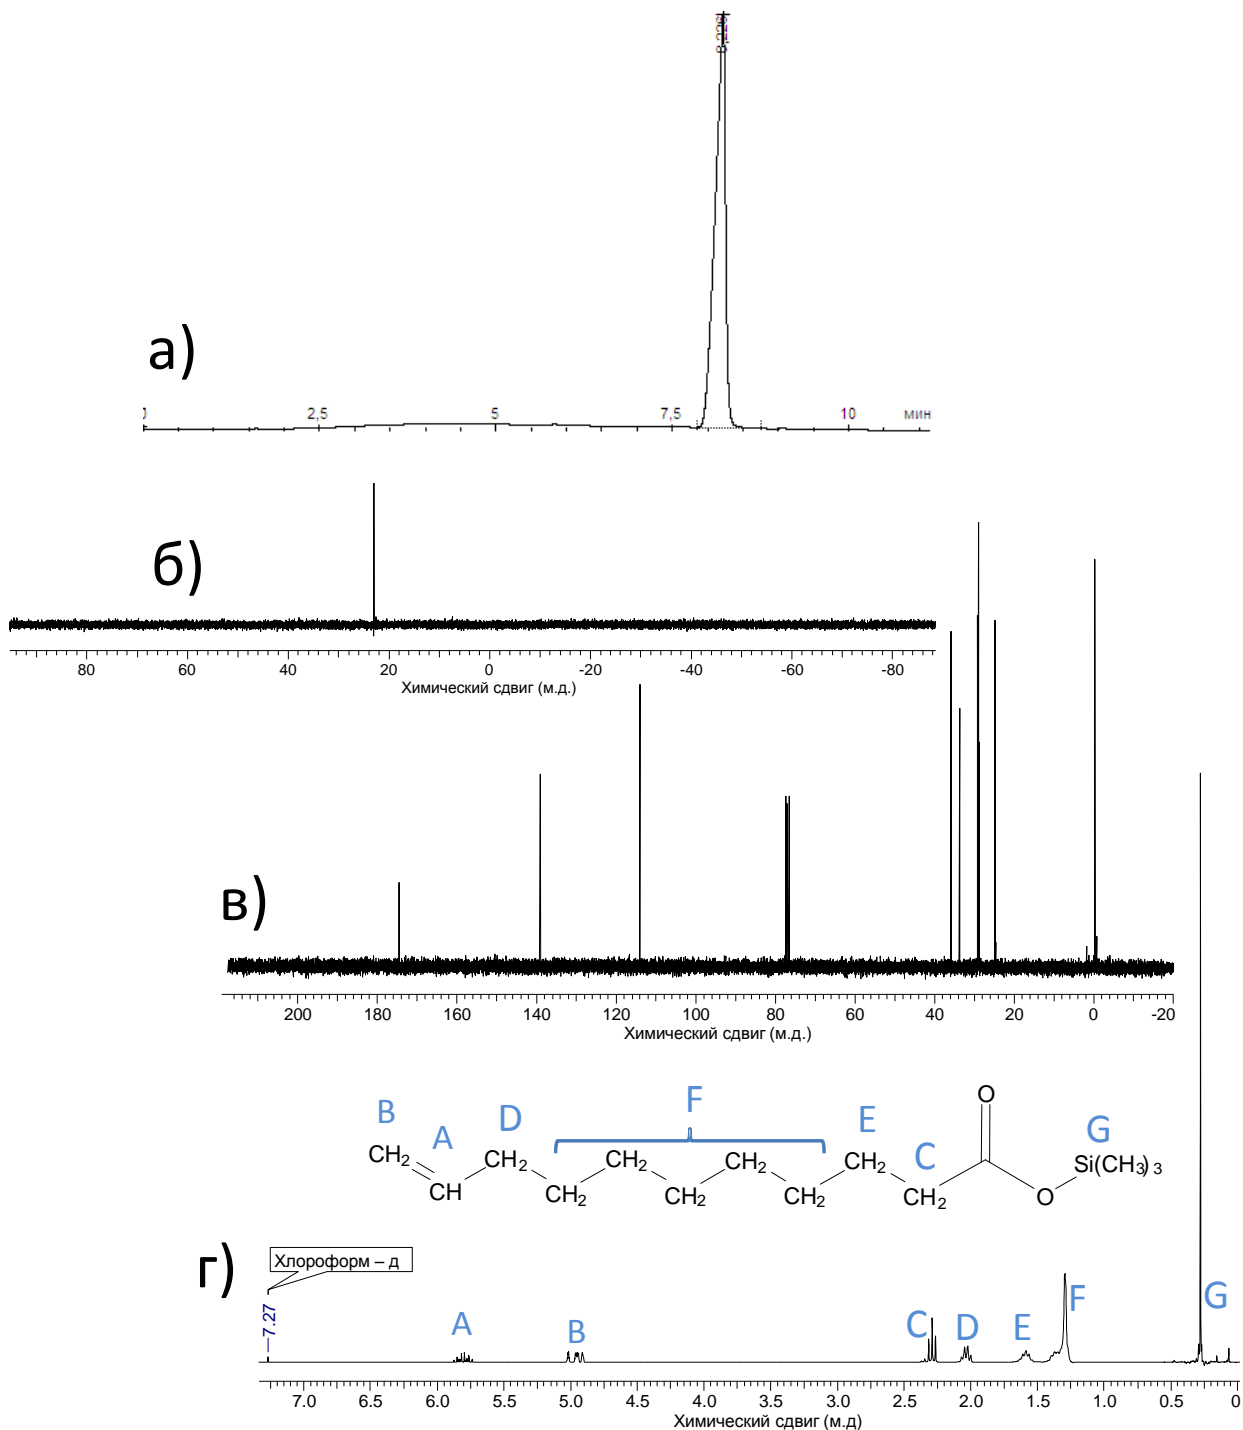 а)
2,5 5 7,5 10 мин
б)
80 60 40 20 0 -20 -40 -60 -80
Химический сдвиг (м.д.)
в)
200 180 160 140 120 100 80 60 40 20 0 -20
Химический сдвиг (м.д.)
B A D F E C G
CH2 CH CH2 CH2 CH2 CH2 CH2 CH2 CH2 CH2 O O Si(CH3)3
г)
Хлороформ – д
7.27
A B C D E F G
7.0 6.5 6.0 5.5 5.0 4.5 4.0 3.5 3.0 2.5 2.0 1.5 1.0 0.5 0
Химический сдвиг (м.д)